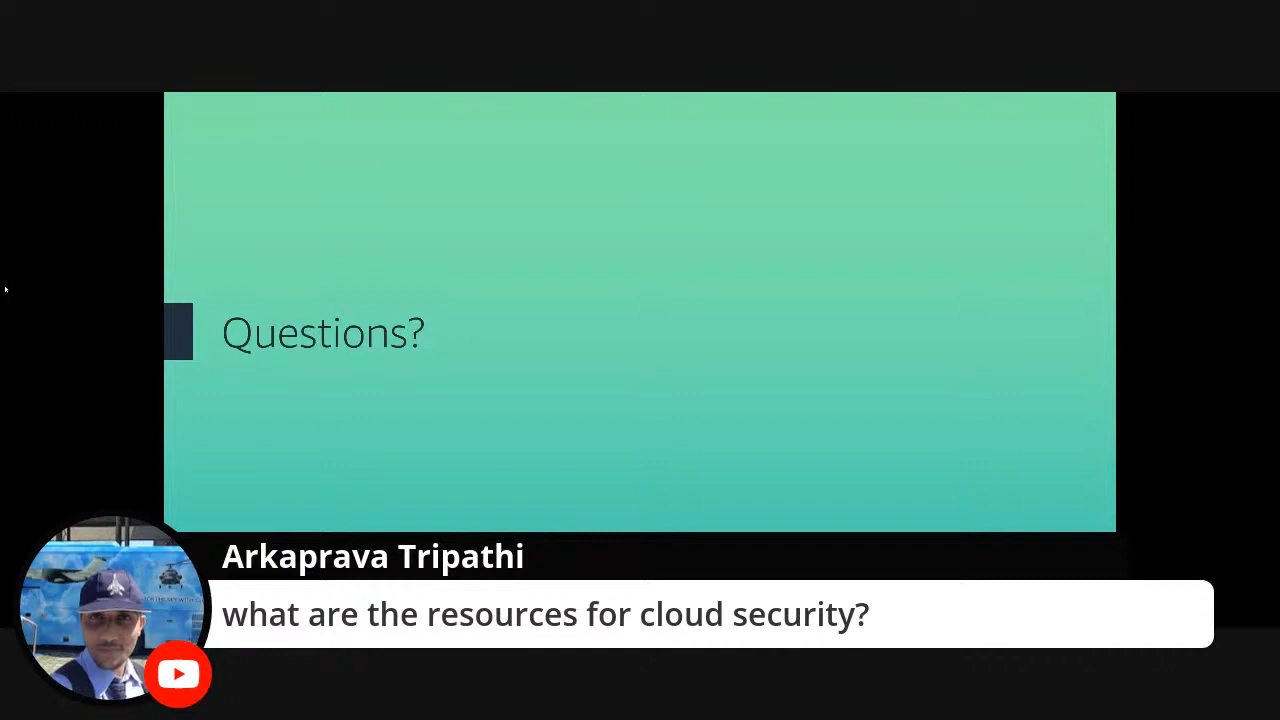 Questions?
Arkaprava Tripathi
what are the resources for cloud security?